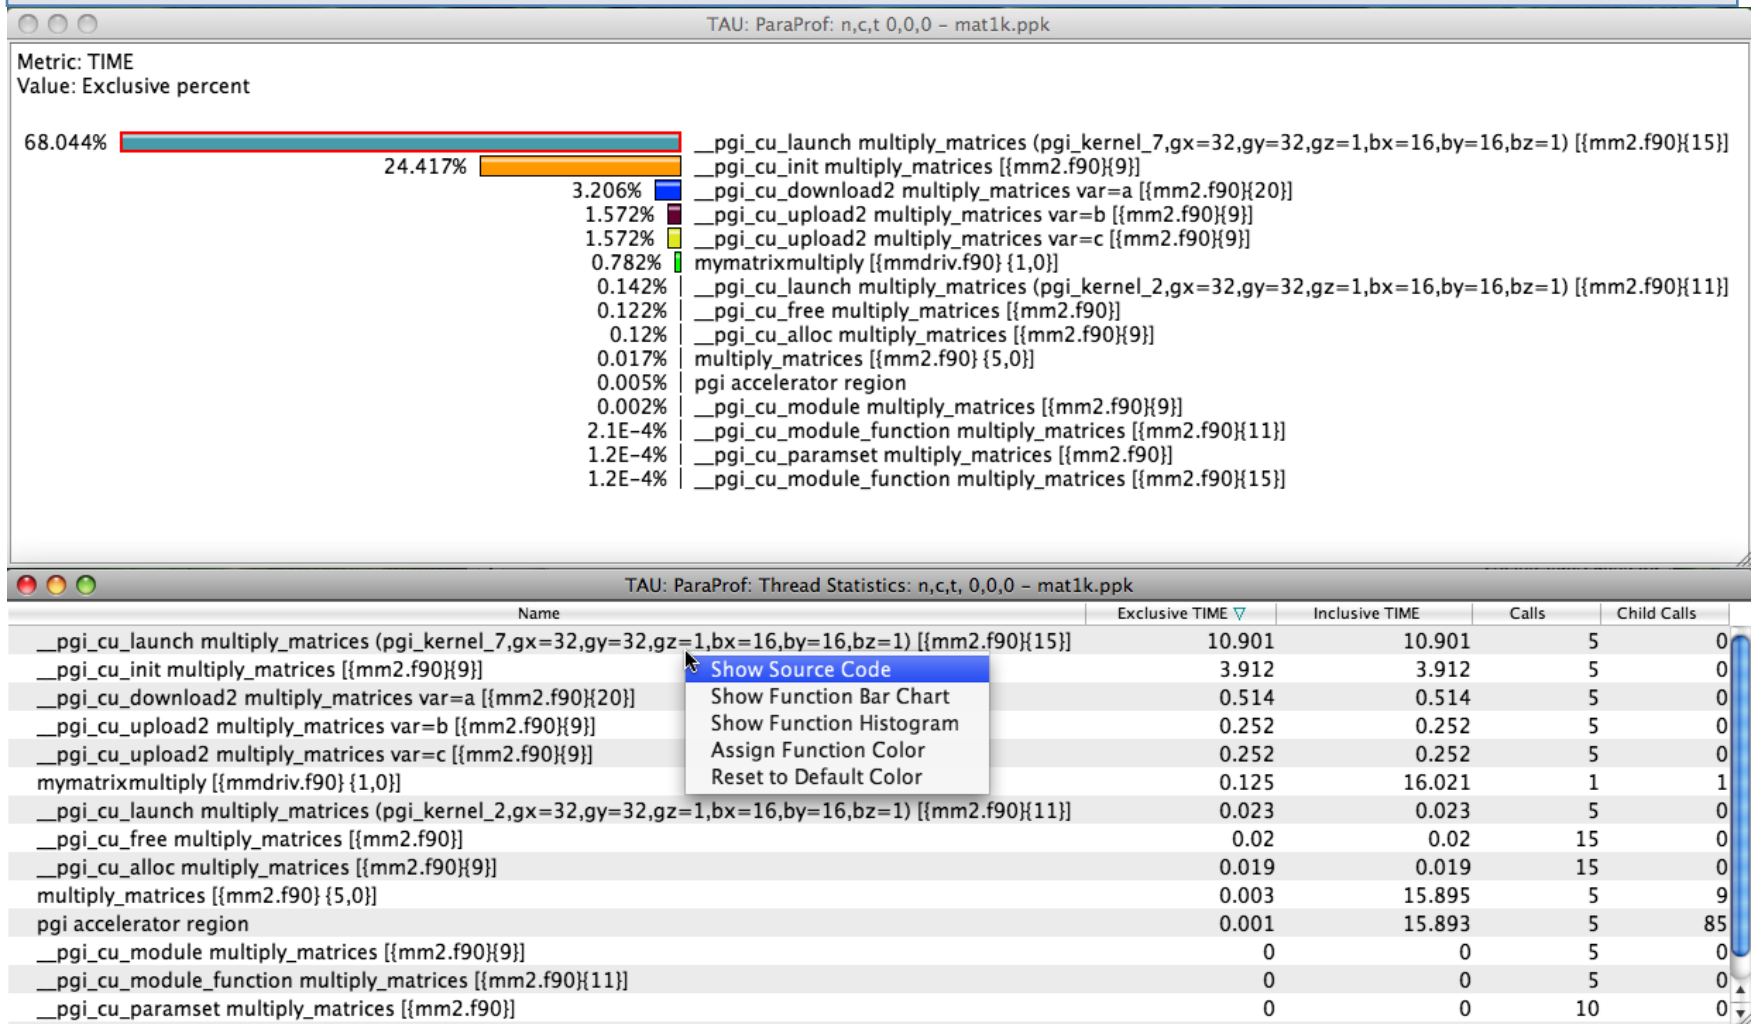 TAU: ParaProf: n,c,t 0,0,0 – mat1k.ppk
Metric: TIME
Value: Exclusive percent
68.044% __pgi_cu_launch multiply_matrices (pgi_kernel_7,gx=32,gy=32,gz=1,bx=16,by=16,bz=1) [{mm2.f90}{15}]
24.417% __pgi_cu_init multiply_matrices [{mm2.f90}{9}]
3.206% __pgi_cu_download2 multiply_matrices var=a [{mm2.f90}{20}]
1.572% __pgi_cu_upload2 multiply_matrices var=b [{mm2.f90}{9}]
1.572% __pgi_cu_upload2 multiply_matrices var=c [{mm2.f90}{9}]
0.782% mymatrixmultiply [{mmdriv.f90} {1,0}]
0.142% __pgi_cu_launch multiply_matrices (pgi_kernel_2,gx=32,gy=32,gz=1,bx=16,by=16,bz=1) [{mm2.f90}{11}]
0.122% __pgi_cu_free multiply_matrices [{mm2.f90}]
0.12% __pgi_cu_alloc multiply_matrices [{mm2.f90}{9}]
0.017% multiply_matrices [{mm2.f90} {5,0}]
0.005% pgi accelerator region
0.002% __pgi_cu_module multiply_matrices [{mm2.f90}{9}]
2.1E-4% __pgi_cu_module_function multiply_matrices [{mm2.f90}{11}]
1.2E-4% __pgi_cu_paramset multiply_matrices [{mm2.f90}]
1.2E-4% __pgi_cu_module_function multiply_matrices [{mm2.f90}{15}]
TAU: ParaProf: Thread Statistics: n,c,t, 0,0,0 – mat1k.ppk
Name Exclusive TIME ▽ Inclusive TIME Calls Child Calls
__pgi_cu_launch multiply_matrices (pgi_kernel_7,gx=32,gy=32,gz=1,bx=16,by=16,bz=1) [{mm2.f90}{15}] 10.901 10.901 5 0
__pgi_cu_init multiply_matrices [{mm2.f90}{9}] 3.912 3.912 5 0
__pgi_cu_download2 multiply_matrices var=a [{mm2.f90}{20}] 0.514 0.514 5 0
__pgi_cu_upload2 multiply_matrices var=b [{mm2.f90}{9}] 0.252 0.252 5 0
__pgi_cu_upload2 multiply_matrices var=c [{mm2.f90}{9}] 0.252 0.252 5 0
mymatrixmultiply [{mmdriv.f90} {1,0}] 0.125 16.021 1 1
__pgi_cu_launch multiply_matrices (pgi_kernel_2,gx=32,gy=32,gz=1,bx=16,by=16,bz=1) [{mm2.f90}{11}] 0.023 0.023 5 0
__pgi_cu_free multiply_matrices [{mm2.f90}] 0.02 0.02 15 0
__pgi_cu_alloc multiply_matrices [{mm2.f90}{9}] 0.019 0.019 15 0
multiply_matrices [{mm2.f90} {5,0}] 0.003 15.895 5 9
pgi accelerator region 0.001 15.893 5 85
__pgi_cu_module multiply_matrices [{mm2.f90}{9}] 0 0 5 0
__pgi_cu_module_function multiply_matrices [{mm2.f90}{11}] 0 0 5 0
__pgi_cu_paramset multiply_matrices [{mm2.f90}] 0 0 10 0
Show Source Code
Show Function Bar Chart
Show Function Histogram
Assign Function Color
Reset to Default Color